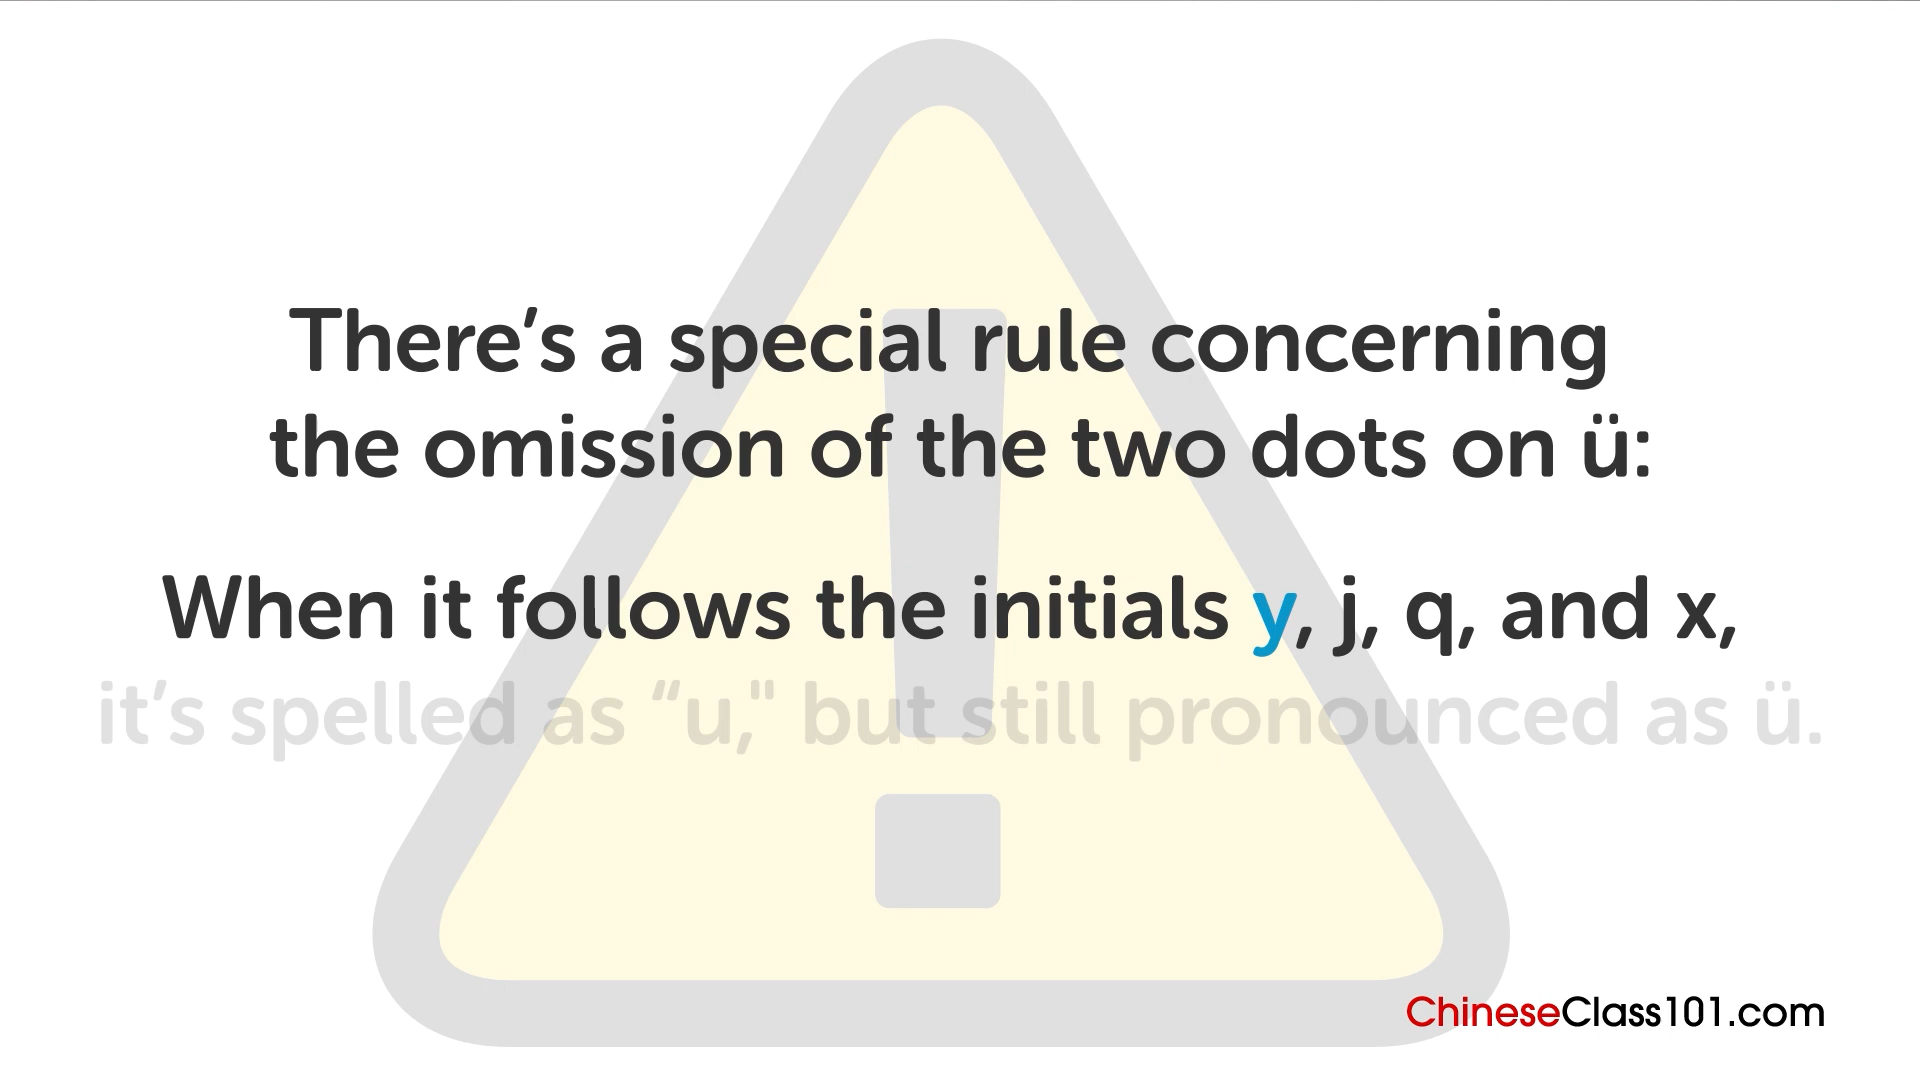 There’s a special rule concerning
the omission of the two dots on ü:
When it follows the initials y, j, q, and x,
it’s spelled as “u," but still pronounced as ü.
ChineseClass101.com